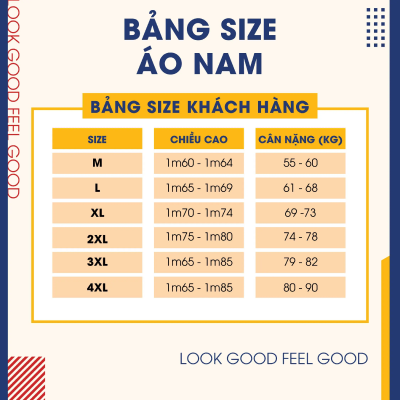 LOOK GOOD FEEL GOOD
BẢNG SIZE
ÁO NAM
BẢNG SIZE KHÁCH HÀNG
SIZE CHIỀU CAO CÂN NẶNG (KG)
M 1m60 - 1m64 55 - 60
L 1m65 - 1m69 61 - 68
XL 1m70 - 1m74 69 -73
2XL 1m75 - 1m80 74 - 78
3XL 1m65 - 1m85 79 - 82
4XL 1m65 - 1m85 80 - 90
LOOK GOOD FEEL GOOD